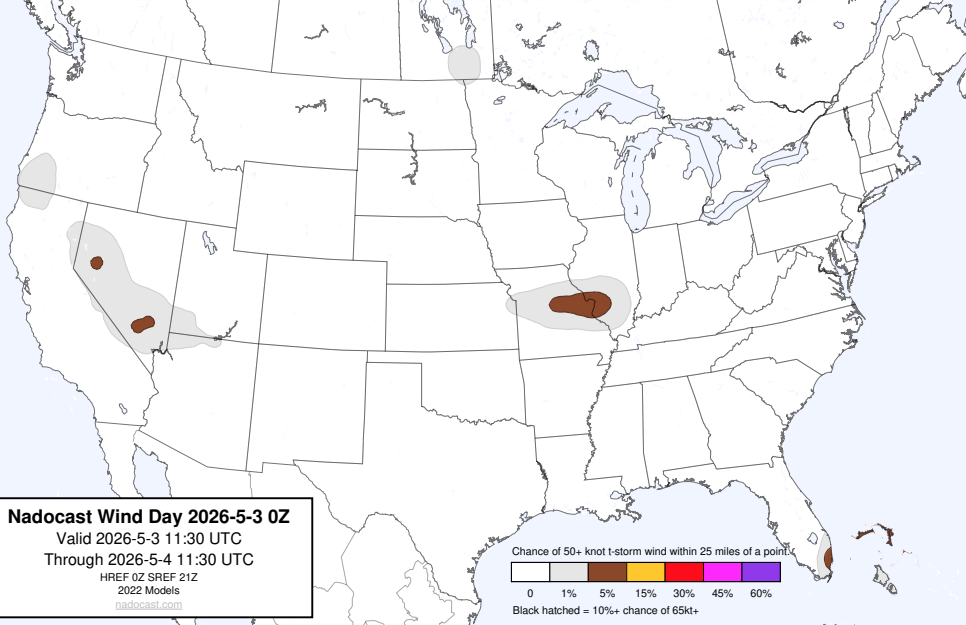 Nadocast Wind Day 2026-5-3 0Z
Valid 2026-5-3 11:30 UTC
Through 2026-5-4 11:30 UTC
HREF 0Z SREF 21Z
2022 Models
nadocast.com
Chance of 50+ knot t-storm wind within 25 miles of a point.
0 1% 5% 15% 30% 45% 60%
Black hatched = 10%+ chance of 65kt+